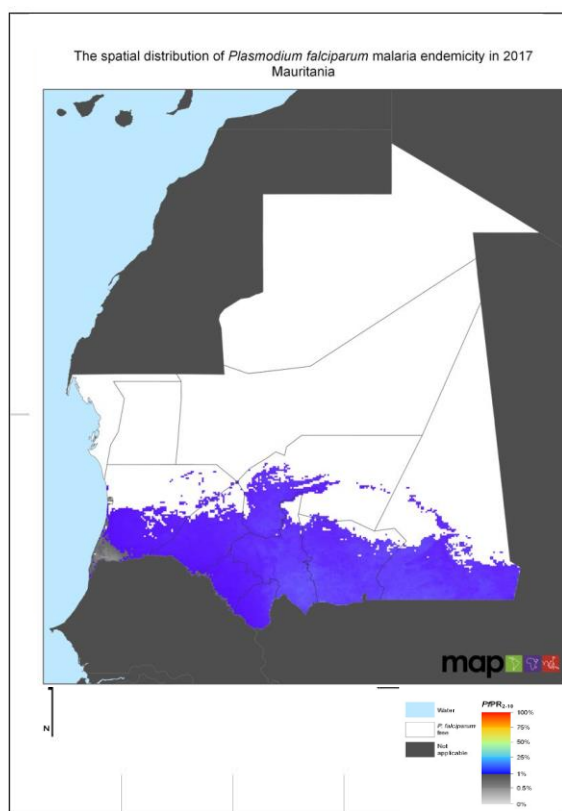 The spatial distribution of Plasmodium falciparum malaria endemicity in 2017
Mauritania
map
N
Water
P. falciparum
free
Not
applicable
PfPR2-10
100%
75%
50%
25%
1%
0.5%
0%